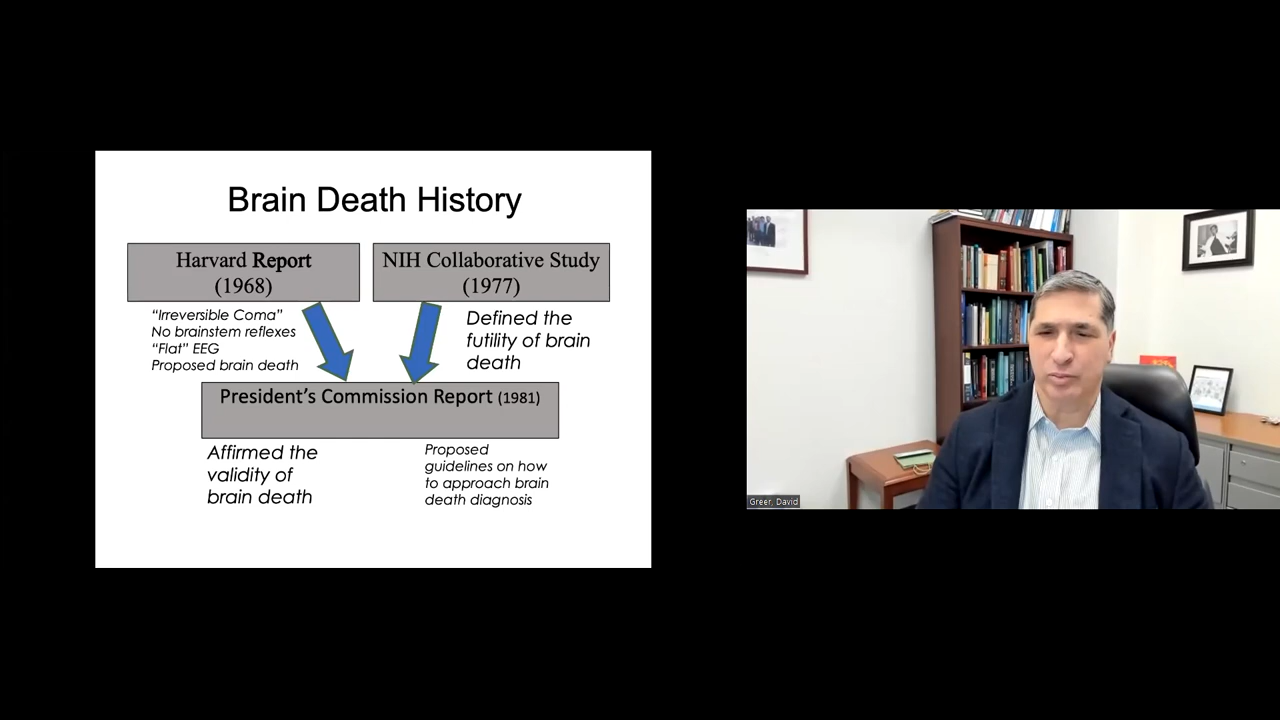 Brain Death History
Harvard Report
(1968)
NIH Collaborative Study
(1977)
“Irreversible Coma”
No brainstem reflexes
“Flat” EEG
Proposed brain death
Defined the
futility of brain
death
President’s Commission Report (1981)
Affirmed the
validity of
brain death
Proposed
guidelines on how
to approach brain
death diagnosis
Greer, David